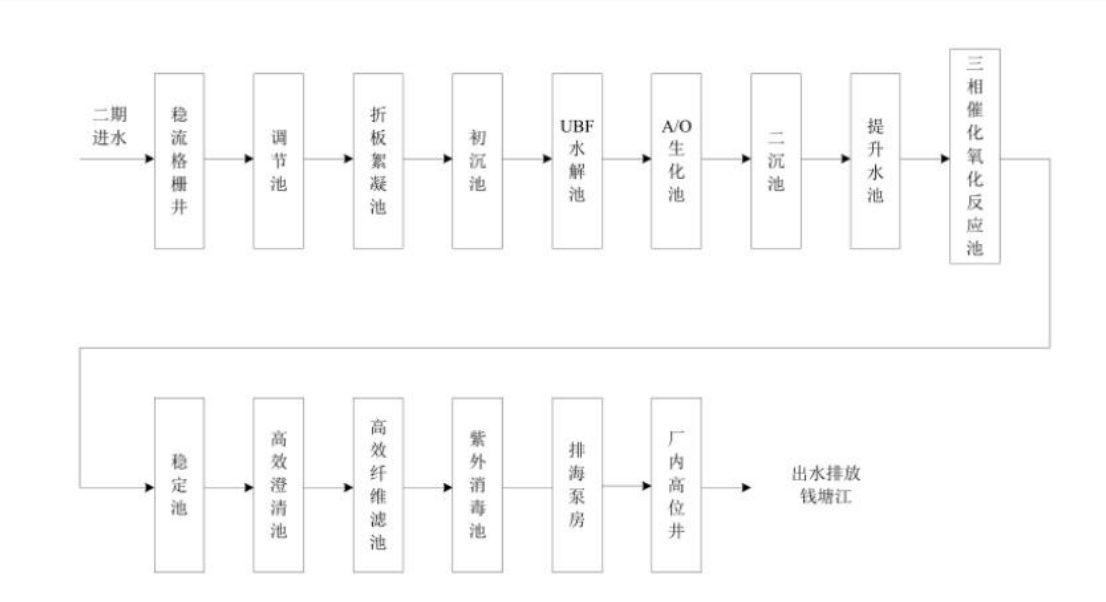 二期
进水
稳流格栅井
调节池
折板絮凝池
初沉池
UBF
水解池
A/O
生化池
二沉池
提升水池
三相催化氧化反应池
稳定池
高效澄清池
高效纤维滤池
紫外消毒池
排海泵房
厂内高位井
出水排放
钱塘江